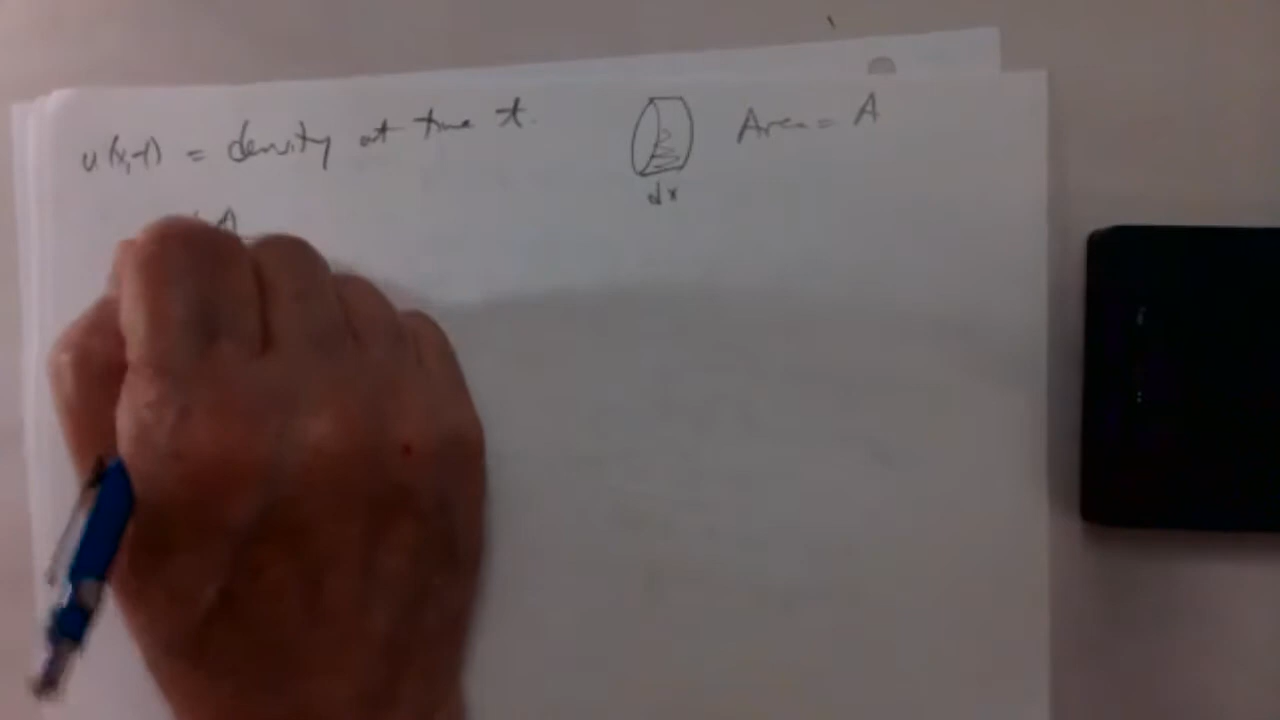 u(x,t) = density at time t. Area = A
dx
A